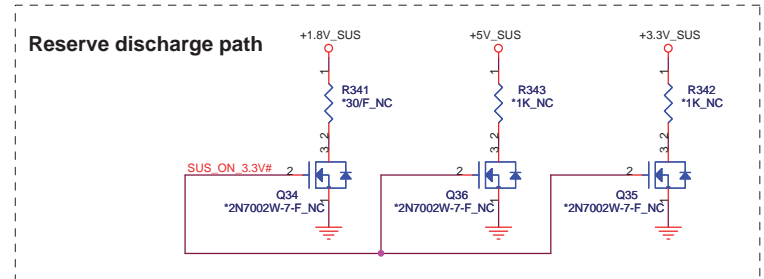 Reserve discharge path
+1.8V_SUS
+5V_SUS
+3.3V_SUS
1
1
1
R341
*30/F_NC
R343
*1K_NC
R342
*1K_NC
3 2
3 2
3 2
SUS_ON_3.3V#
2
2
2
Q34
*2N7002W-7-F_NC
Q36
*2N7002W-7-F_NC
Q35
*2N7002W-7-F_NC
1
1
1